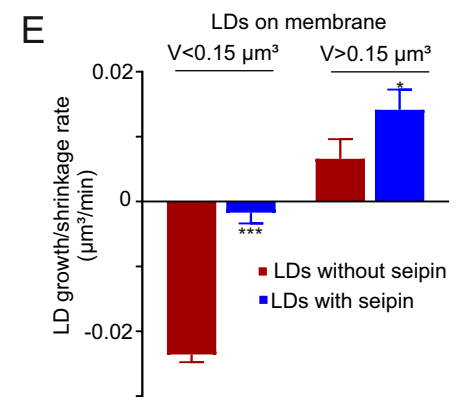 E
LDs on membrane
V<0.15 µm³
V>0.15 µm³
LD growth/shrinkage rate
(µm³/min)
0.02
0
-0.02
*
***
LDs without seipin
LDs with seipin